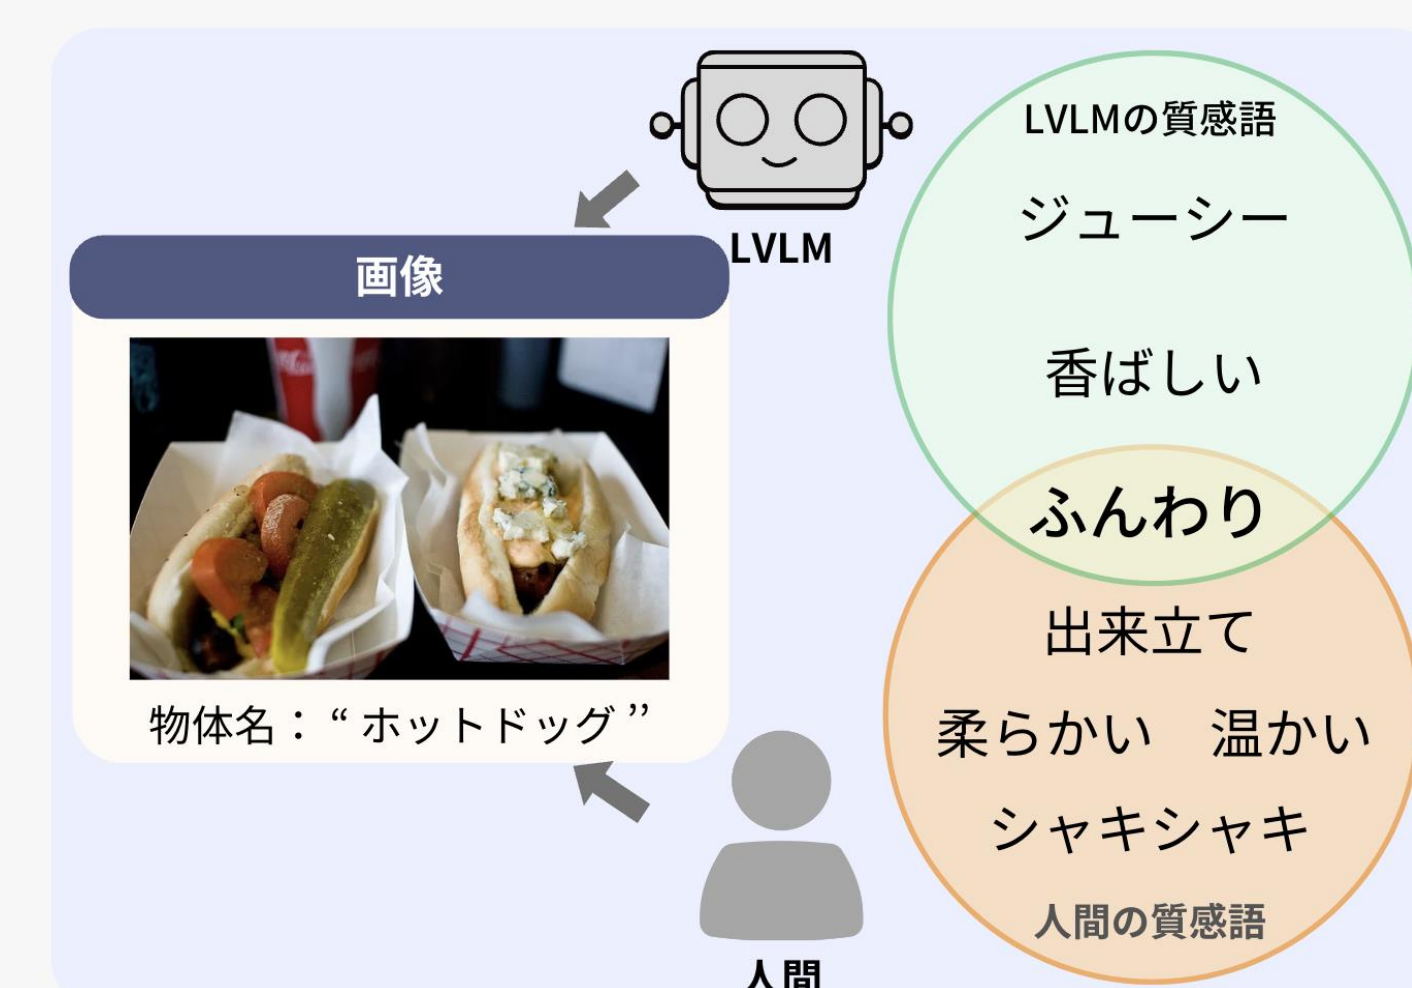 LVLM
画像
物体名：“ ホットドッグ ”
人間
LVLMの質感語
ジューシー
香ばしい
ふんわり
出来立て
柔らかい　温かい
シャキシャキ
人間の質感語